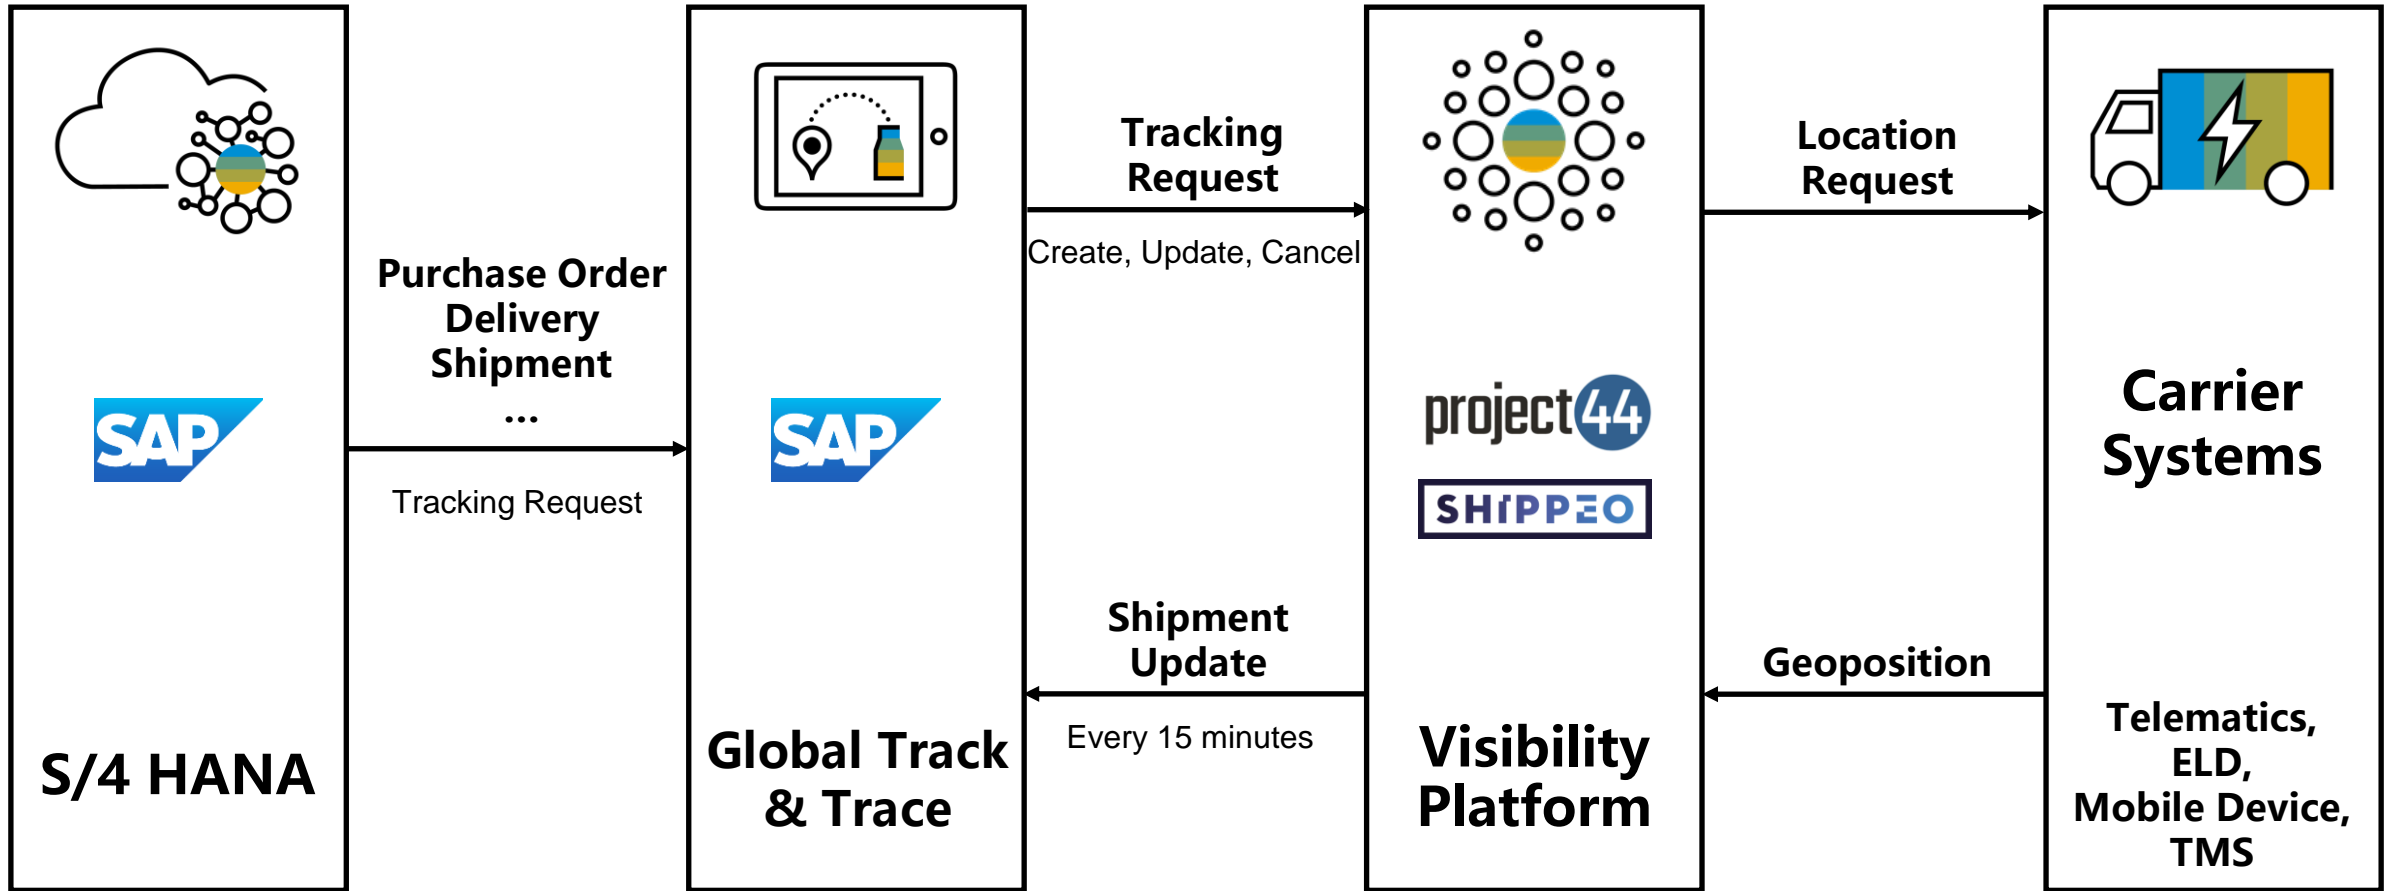 SAP
S/4 HANA
Purchase Order
Delivery
Shipment
...
Tracking Request
SAP
Global Track
& Trace
Tracking
Request
Create, Update, Cancel
Shipment
Update
Every 15 minutes
project44
SHIPPEO
Visibility
Platform
Location
Request
Geoposition
Carrier
Systems
Telematics,
ELD,
Mobile Device,
TMS